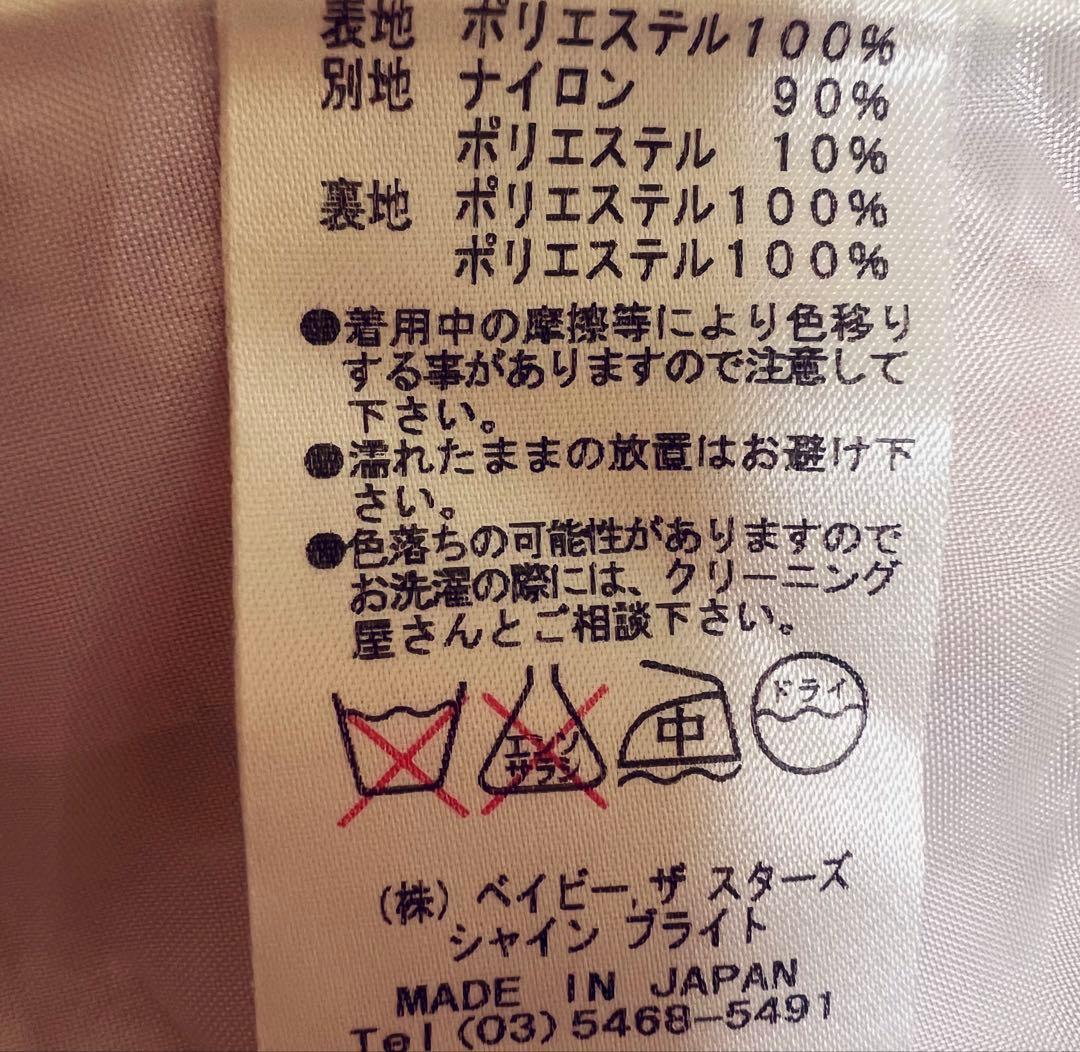 表地 ポリエステル100%
別地 ナイロン 90%
ポリエステル 10%
裏地 ポリエステル100%
ポリエステル100%
●着用中の摩擦等により色移り
する事がありますので注意して
下さい。
●濡れたままの放置はお避け下
さい。
●色落ちの可能性がありますので
お洗濯の際には、クリーニング
屋さんとご相談下さい。
エンソ
サラシ
中
ドライ
(株) ベイビー,ザ スターズ
シャイン ブライト
MADE IN JAPAN
Tel (03)5468-5491